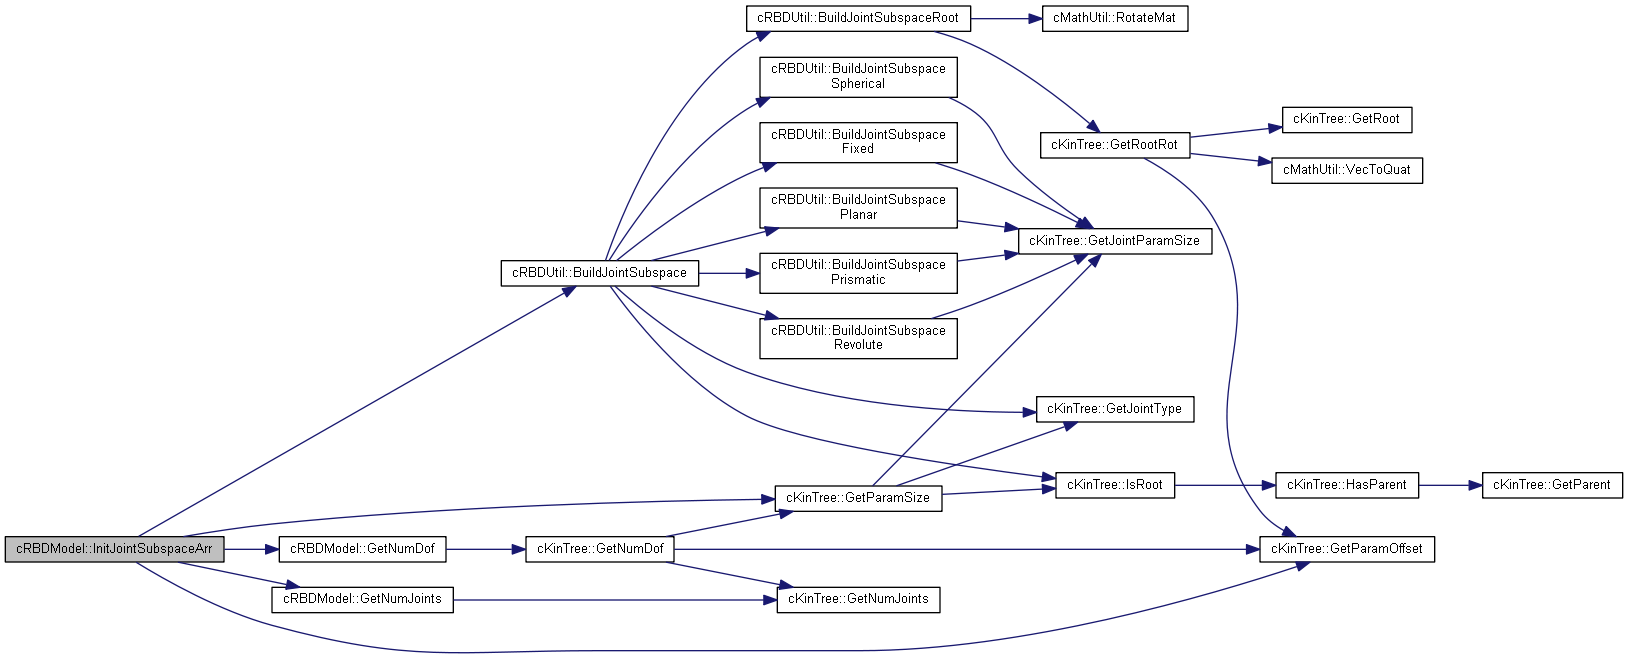 cRBDUtil::BuildJointSubspaceRoot
cMathUtil::RotateMat
cRBDUtil::BuildJointSubspace
Spherical
cKinTree::GetRoot
cRBDUtil::BuildJointSubspace
Fixed
cKinTree::GetRootRot
cMathUtil::VecToQuat
cRBDUtil::BuildJointSubspace
Planar
cKinTree::GetJointParamSize
cRBDUtil::BuildJointSubspace
cRBDUtil::BuildJointSubspace
Prismatic
cRBDUtil::BuildJointSubspace
Revolute
cKinTree::GetJointType
cKinTree::GetParamSize
cKinTree::IsRoot
cKinTree::HasParent
cKinTree::GetParent
cRBDModel::InitJointSubspaceArr
cRBDModel::GetNumDof
cKinTree::GetNumDof
cKinTree::GetParamOffset
cRBDModel::GetNumJoints
cKinTree::GetNumJoints